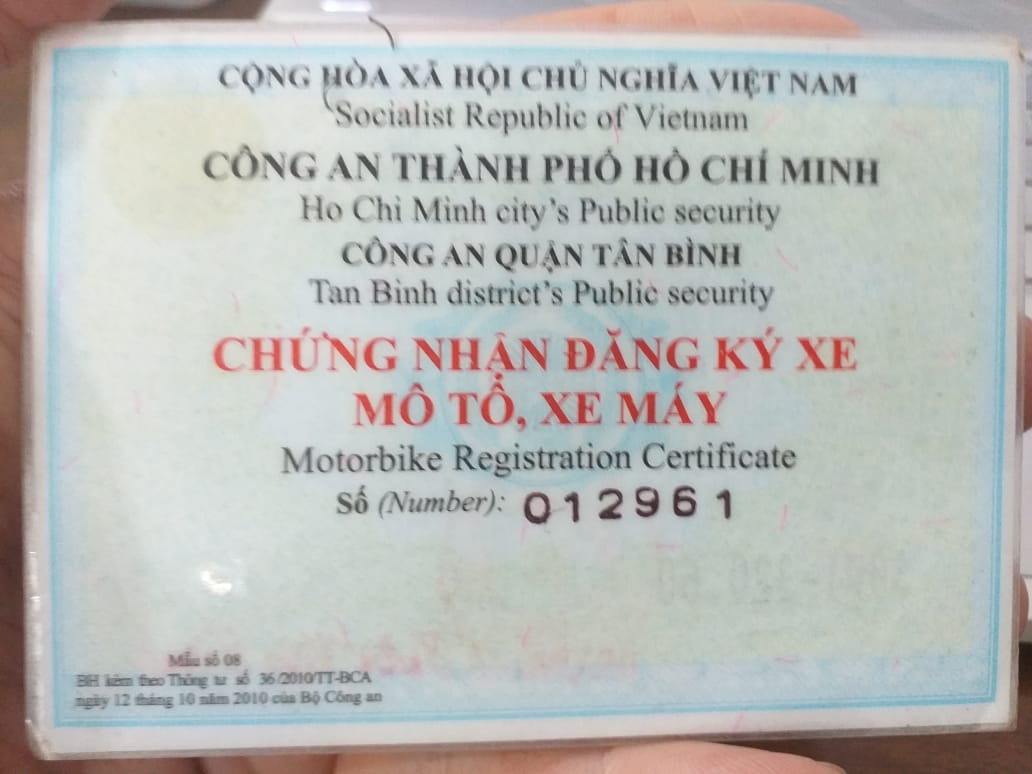 CỘNG HÒA XÃ HỘI CHỦ NGHĨA VIỆT NAM
Socialist Republic of Vietnam
CÔNG AN THÀNH PHỐ HỒ CHÍ MINH
Ho Chi Minh city's Public security
CÔNG AN QUẬN TÂN BÌNH
Tan Binh district's Public security
CHỨNG NHẬN ĐĂNG KÝ XE
MÔ TÔ, XE MÁY
Motorbike Registration Certificate
Số (Number): 012961
Mẫu số 08
BH kèm theo Thông tư số 36/2010/TT-BCA
ngày 12 tháng 10 năm 2010 của Bộ Công an